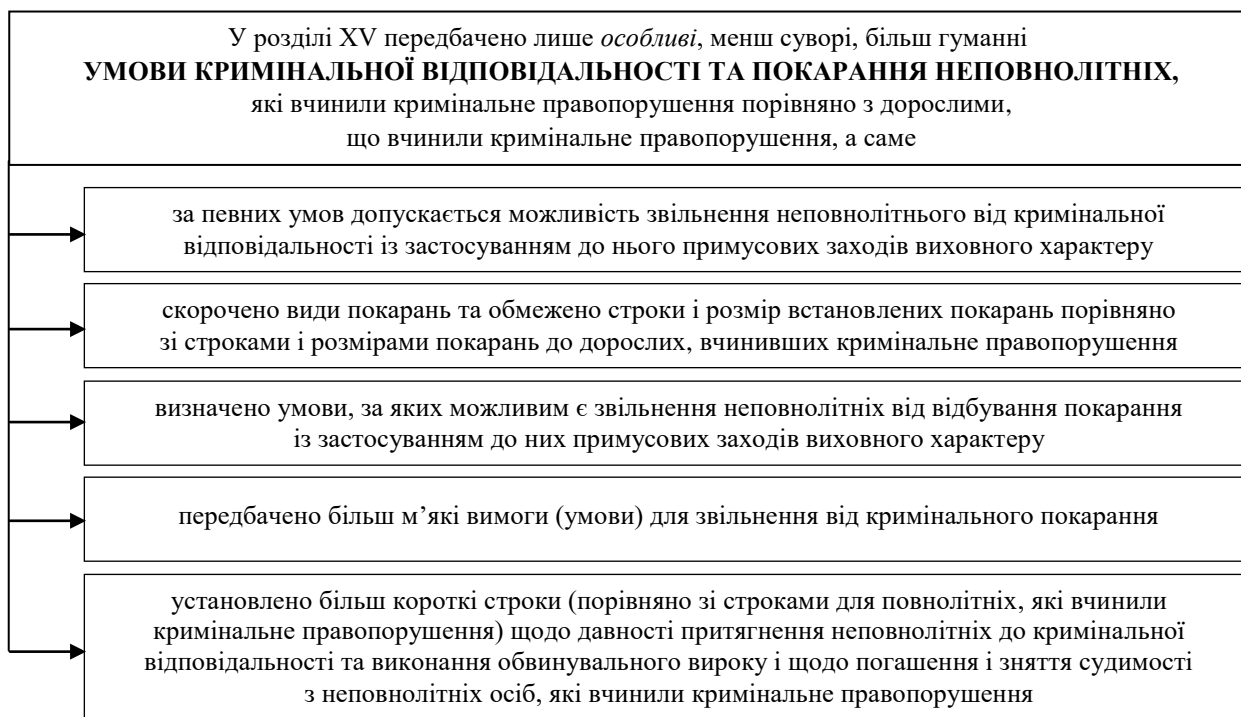 У розділі XV передбачено лише особливі, менш суворі, більш гуманні
УМОВИ КРИМІНАЛЬНОЇ ВІДПОВІДАЛЬНОСТІ ТА ПОКАРАННЯ НЕПОВНОЛІТНІХ,
які вчинили кримінальне правопорушення порівняно з дорослими,
що вчинили кримінальне правопорушення, а саме
за певних умов допускається можливість звільнення неповнолітнього від кримінальної
відповідальності із застосуванням до нього примусових заходів виховного характеру
скорочено види покарань та обмежено строки і розмір встановлених покарань порівняно
зі строками і розмірами покарань до дорослих, вчинивших кримінальне правопорушення
визначено умови, за яких можливим є звільнення неповнолітніх від відбування покарання
із застосуванням до них примусових заходів виховного характеру
передбачено більш м’які вимоги (умови) для звільнення від кримінального покарання
установлено більш короткі строки (порівняно зі строками для повнолітніх, які вчинили
кримінальне правопорушення) щодо давності притягнення неповнолітніх до кримінальної
відповідальності та виконання обвинувального вироку і щодо погашення і зняття судимості
з неповнолітніх осіб, які вчинили кримінальне правопорушення